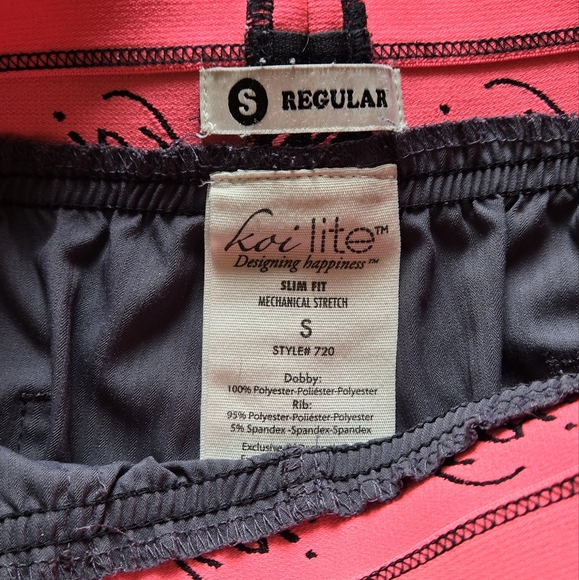 S REGULAR
koi lite™
Designing happiness™
SLIM FIT
MECHANICAL STRETCH
S
STYLE# 720
Dobby:
100% Polyester-Poliéster-Polyester
Rib:
95% Polyester-Poliéster-Polyester
5% Spandex -Spandex-Spandex
Exclusive